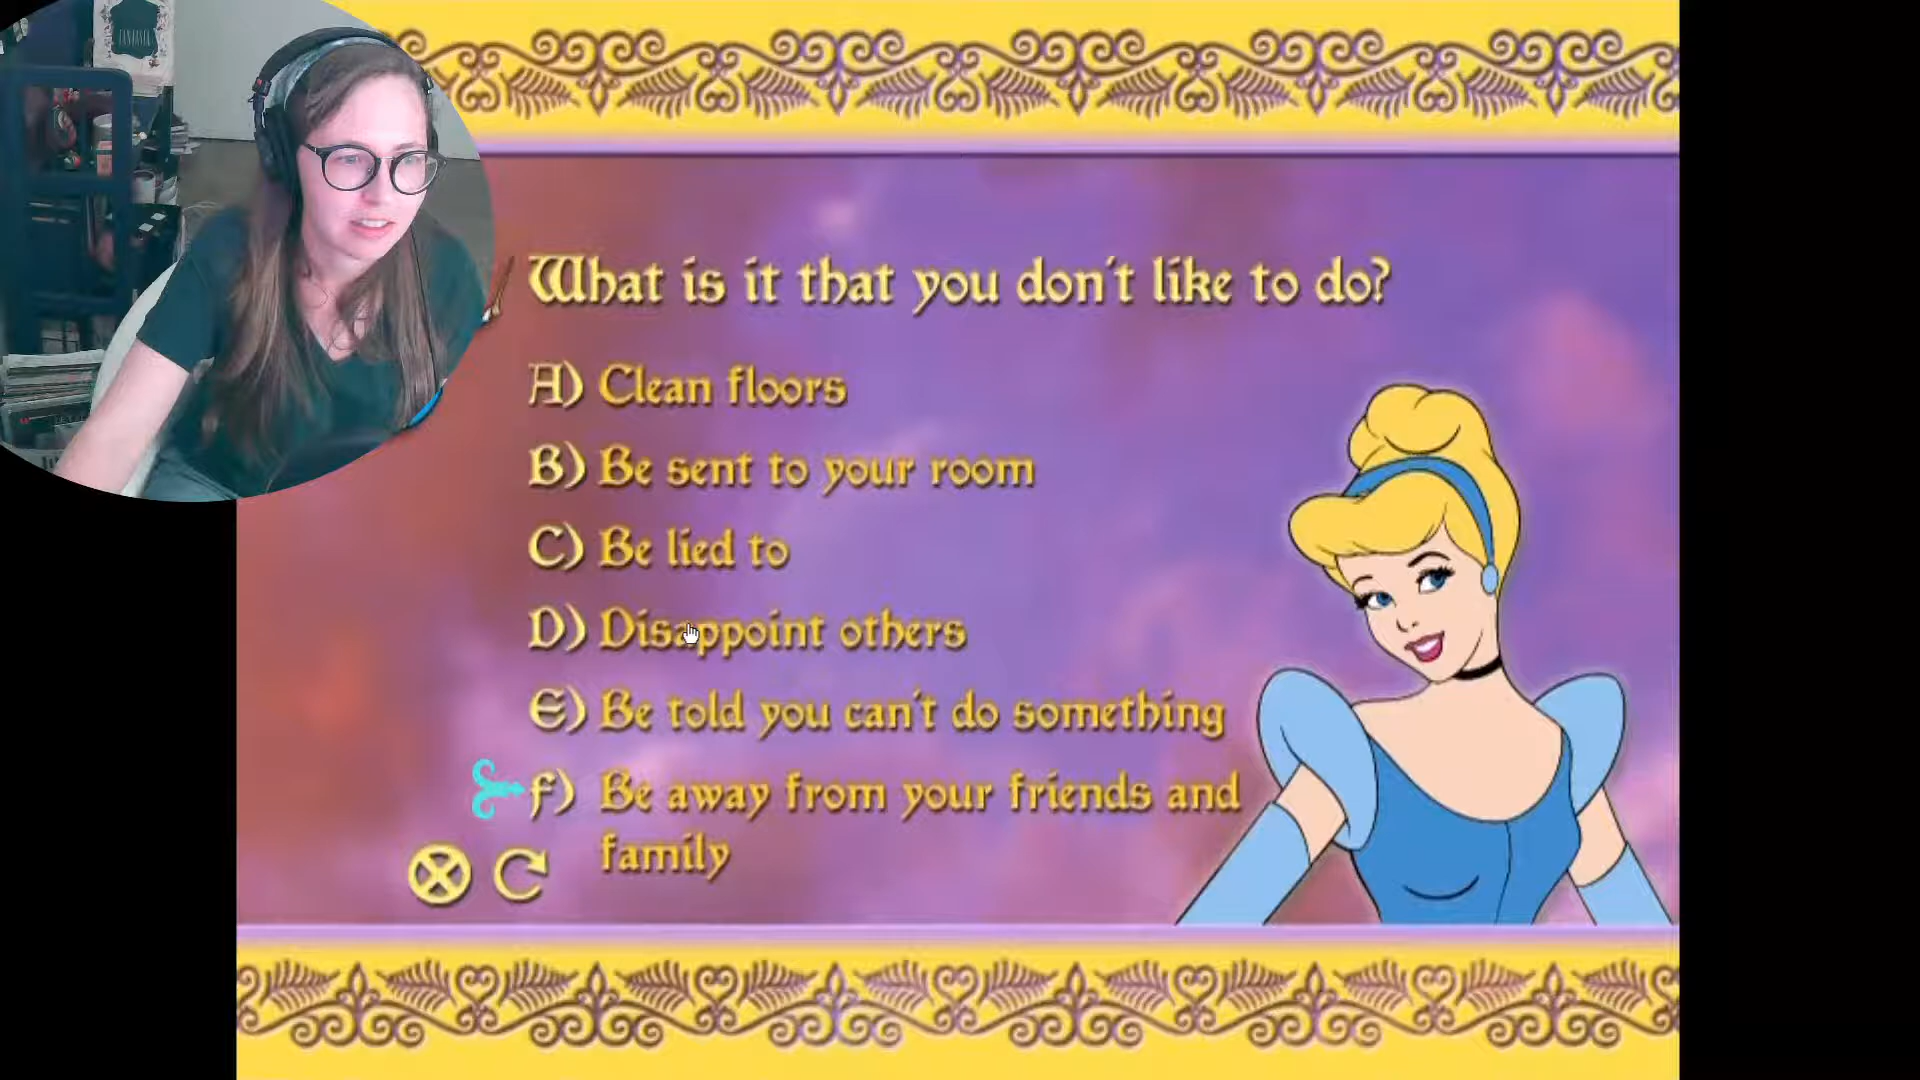 What is it that you don't like to do?
A) Clean floors
B) Be sent to your room
C) Be lied to
D) Disappoint others
E) Be told you can't do something
F) Be away from your friends and
family